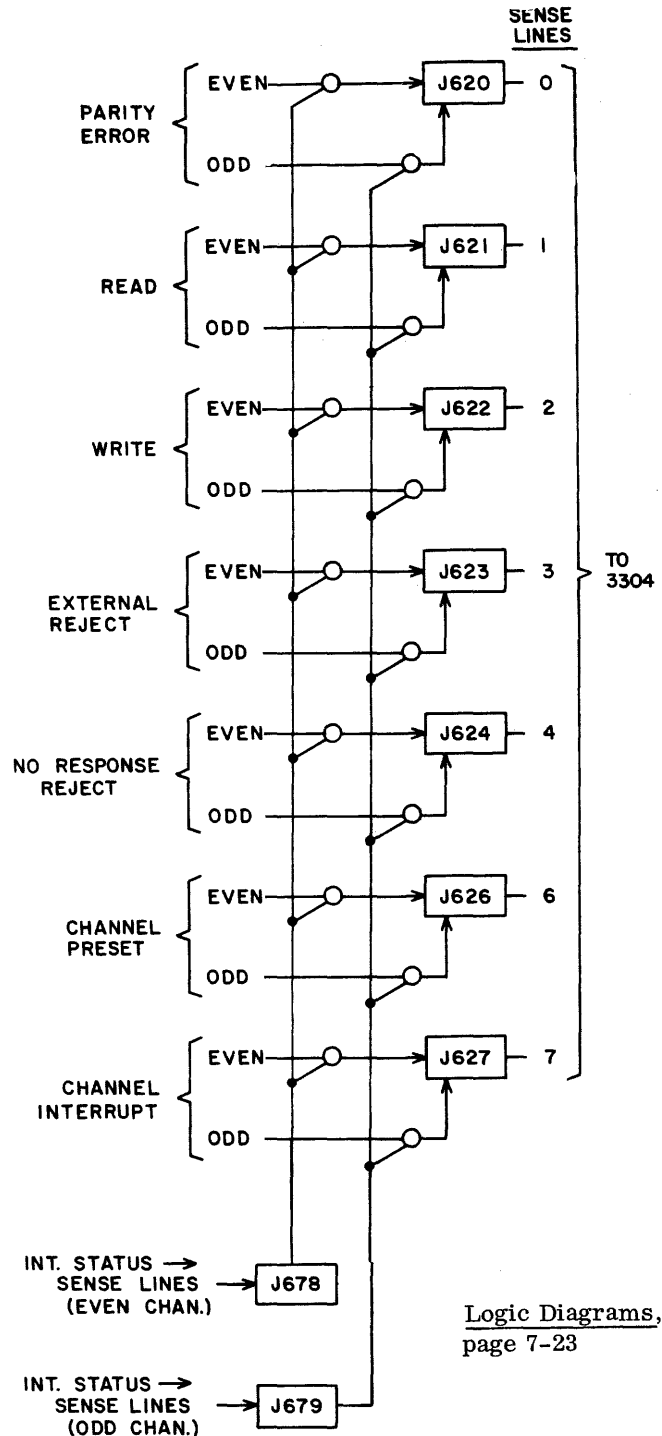 SENSE
LINES
PARITY
ERROR
EVEN
J620
0
ODD
READ
EVEN
J621
1
ODD
WRITE
EVEN
J622
2
ODD
EXTERNAL
REJECT
EVEN
J623
3
ODD
TO
3304
NO RESPONSE
REJECT
EVEN
J624
4
ODD
CHANNEL
PRESET
EVEN
J626
6
ODD
CHANNEL
INTERRUPT
EVEN
J627
7
ODD
INT. STATUS →
SENSE LINES
(EVEN CHAN.)
J678
INT. STATUS →
SENSE LINES
(ODD CHAN.)
J679
Logic Diagrams,
page 7-23